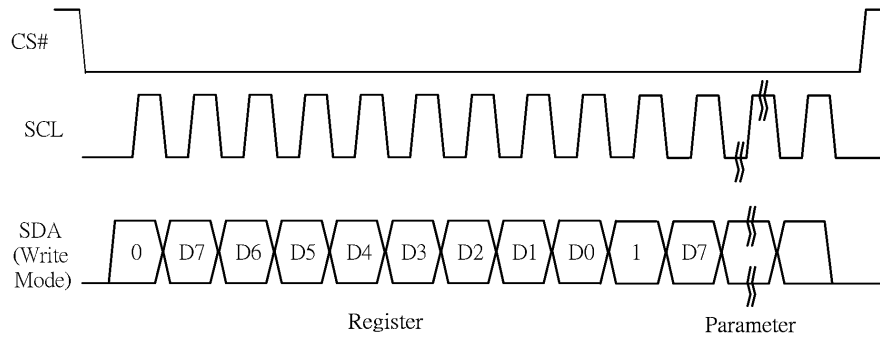 CS#
SCL
SDA
(Write
Mode)
0 D7 D6 D5 D4 D3 D2 D1 D0 1 D7
Register Parameter